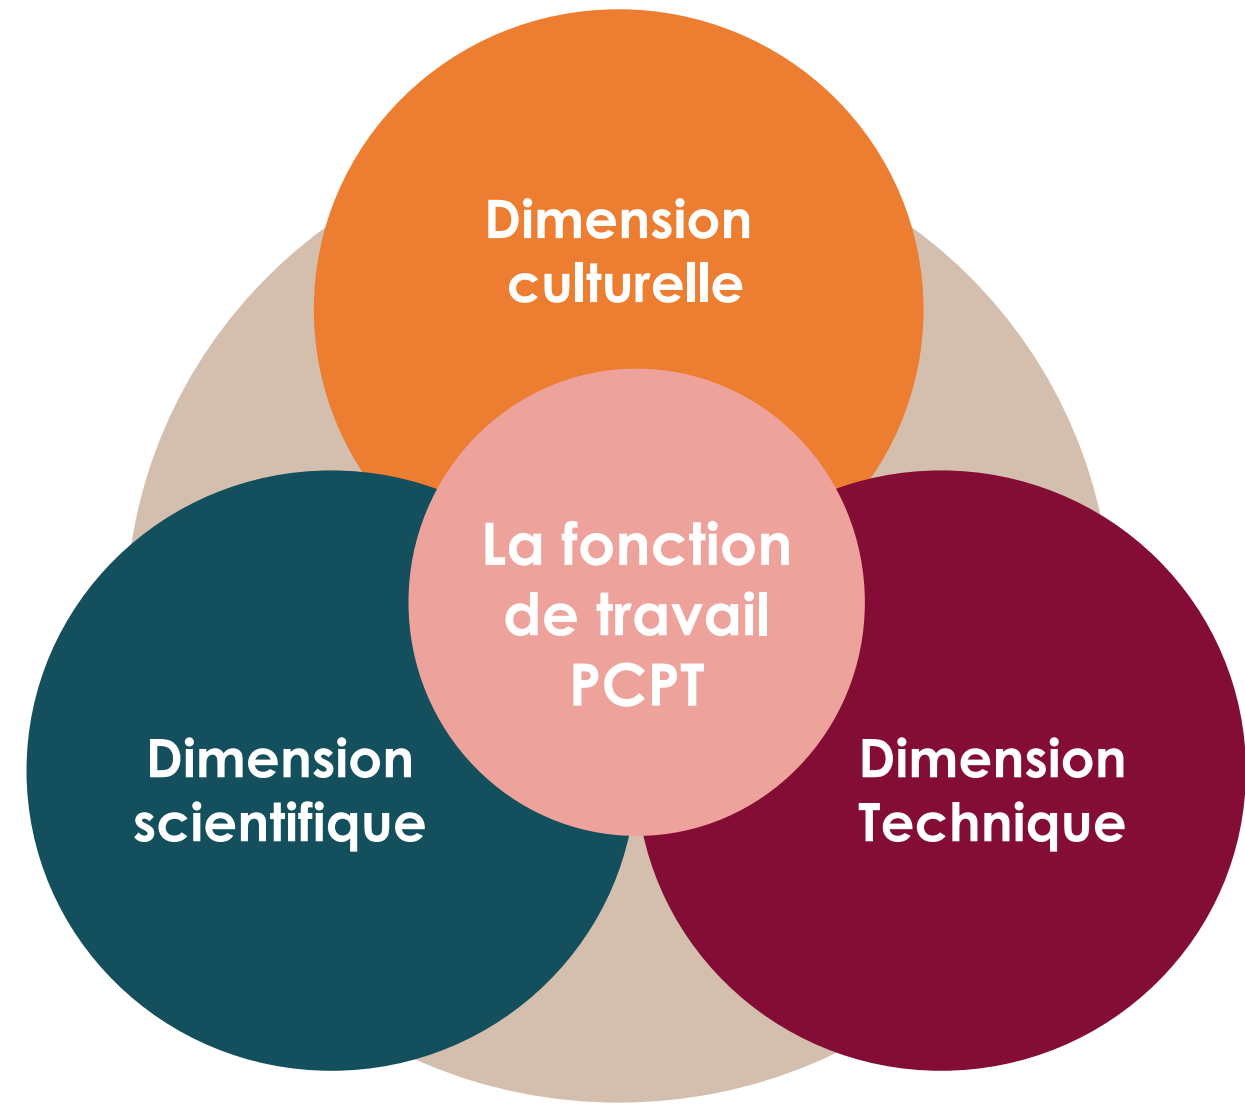 Dimension
culturelle
La fonction
de travail
PCPT
Dimension
scientifique
Dimension
Technique